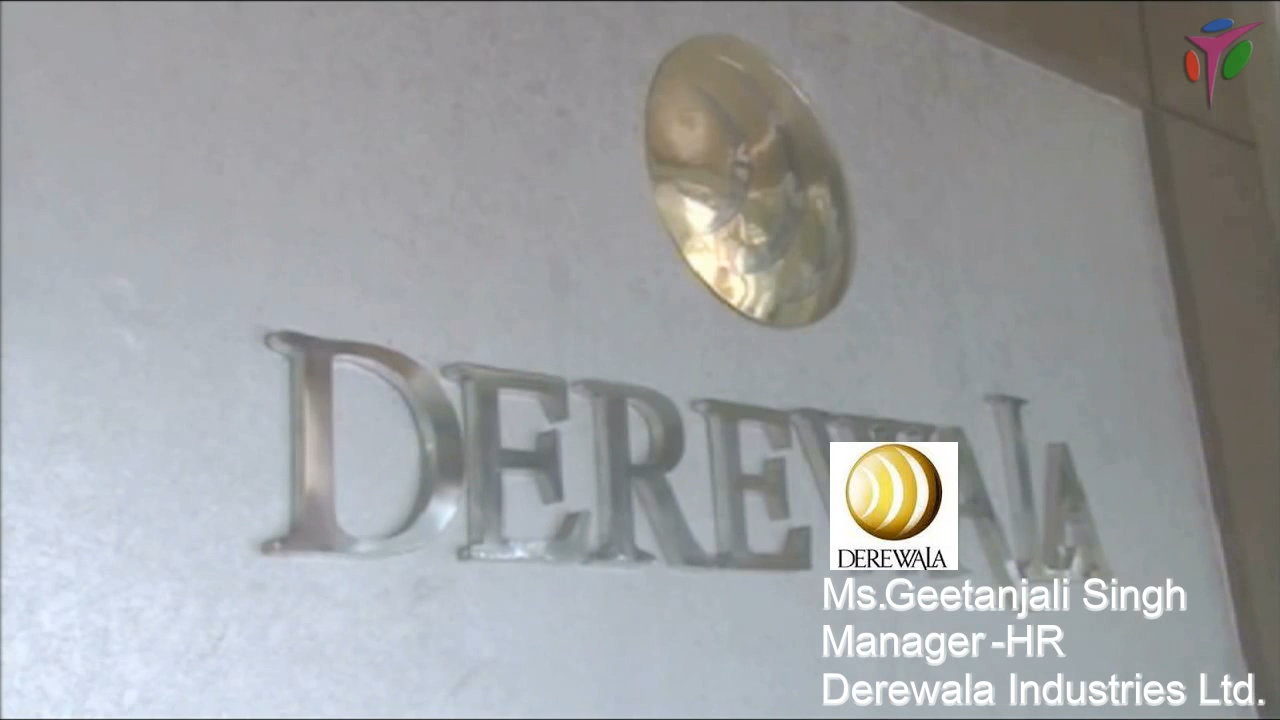 DEREWALA
DEREWALA
Ms.Geetanjali Singh
Manager-HR
Derewala Industries Ltd.